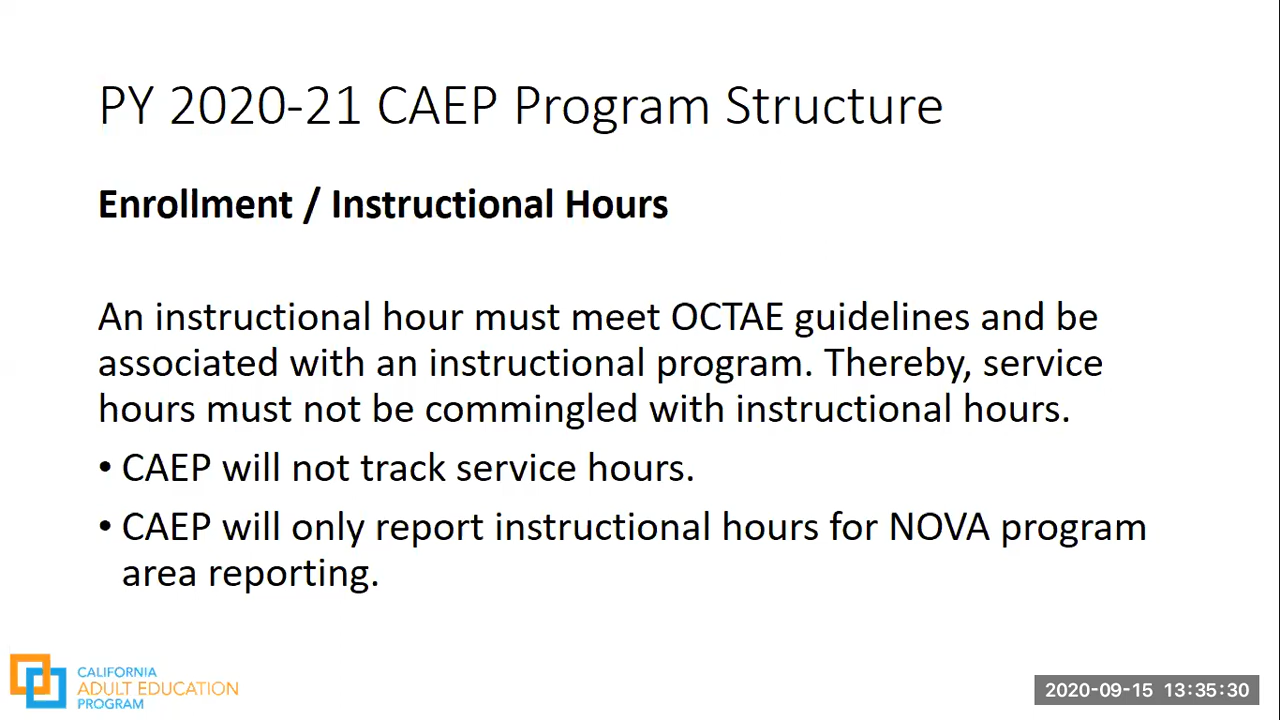 PY 2020-21 CAEP Program Structure
Enrollment / Instructional Hours
An instructional hour must meet OCTAE guidelines and be
associated with an instructional program. Thereby, service
hours must not be commingled with instructional hours.
• CAEP will not track service hours.
• CAEP will only report instructional hours for NOVA program
area reporting.
CALIFORNIA
ADULT EDUCATION
PROGRAM
2020-09-15 13:35:30